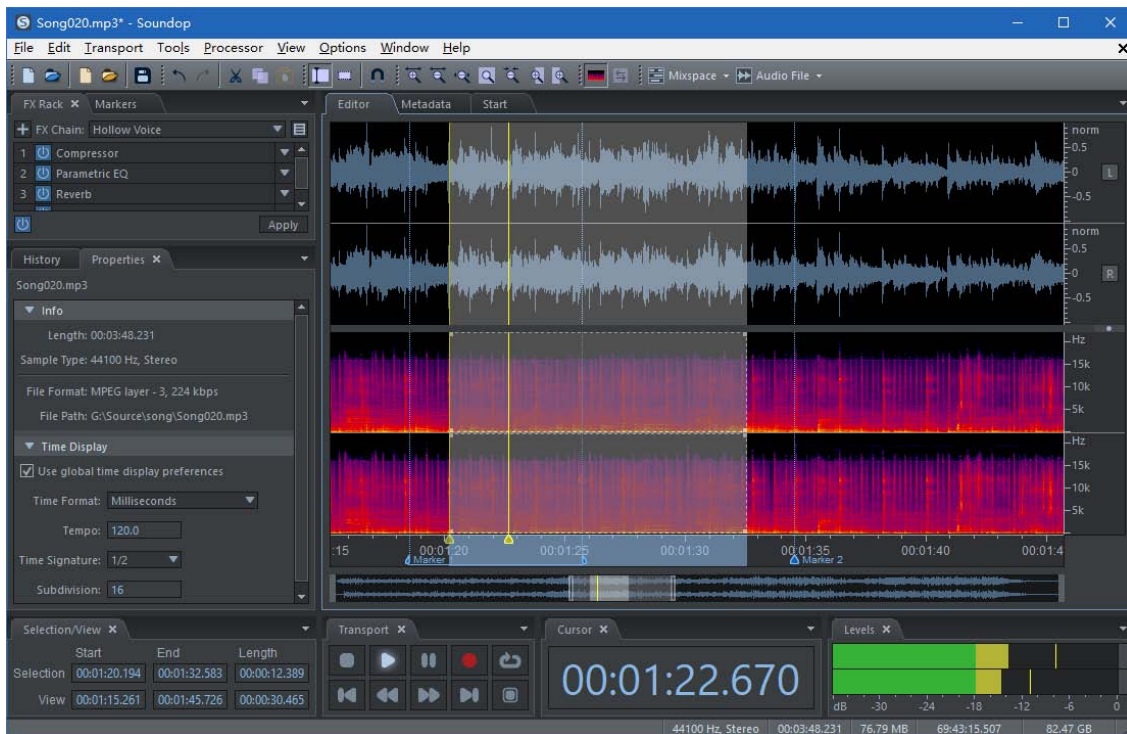 Song020.mp3* - Soundop
File Edit Transport Tools Processor View Options Window Help
Mixspace Audio File
FX Rack Markers
FX Chain: Hollow Voice
1 Compressor
2 Parametric EQ
3 Reverb
Apply
History Properties
Song020.mp3
Info
Length: 00:03:48.231
Sample Type: 44100 Hz, Stereo
File Format: MPEG layer - 3, 224 kbps
File Path: G:\Source\song\Song020.mp3
Time Display
Use global time display preferences
Time Format: Milliseconds
Tempo: 120.0
Time Signature: 1/2
Subdivision: 16
Editor Metadata Start
norm
0.5
0 L
-0.5
norm
0.5
0 R
-0.5
Hz
15k
10k
5k
Hz
15k
10k
5k
:15 00:01:20 00:01:25 00:01:30 00:01:35 00:01:40 00:01:4
Marker Marker 2
Selection/View
Start End Length
Selection 00:01:20.194 00:01:32.583 00:00:12.389
View 00:01:15.261 00:01:45.726 00:00:30.465
Transport
Cursor
00:01:22.670
Levels
dB -30 -24 -18 -12 -6 0
44100 Hz, Stereo 00:03:48.231 76.79 MB 69:43:15.507 82.47 GB